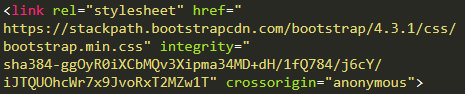 <link rel="stylesheet" href="
https://stackpath.bootstrapcdn.com/bootstrap/4.3.1/css/
bootstrap.min.css" integrity="
sha384-ggOyR0iXCbMQv3Xipma34MD+dH/1fQ784/j6cY/
iJTQUOhcWr7x9JvoRxT2MZw1T" crossorigin="anonymous">